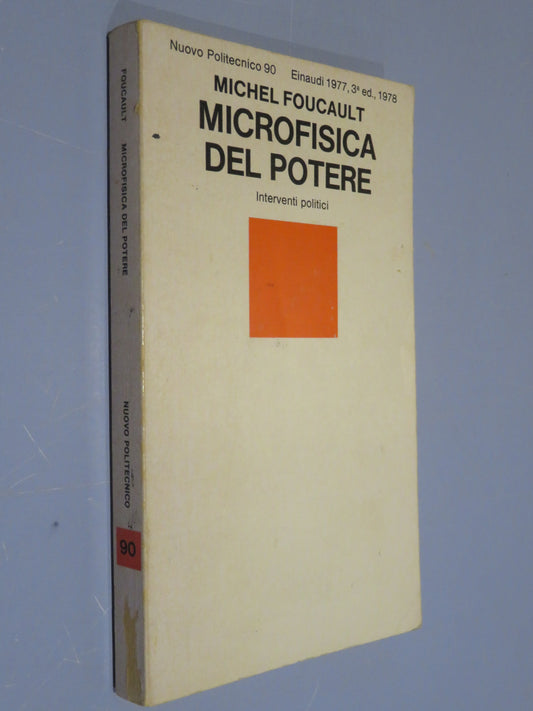 Nuovo Politecnico 90 Einaudi 1977, 3ª ed., 1978
MICHEL FOUCAULT
MICROFISICA
DEL POTERE
Interventi politici
FOUCAULT MICROFISICA DEL POTERE
NUOVO POLITECNICO
90